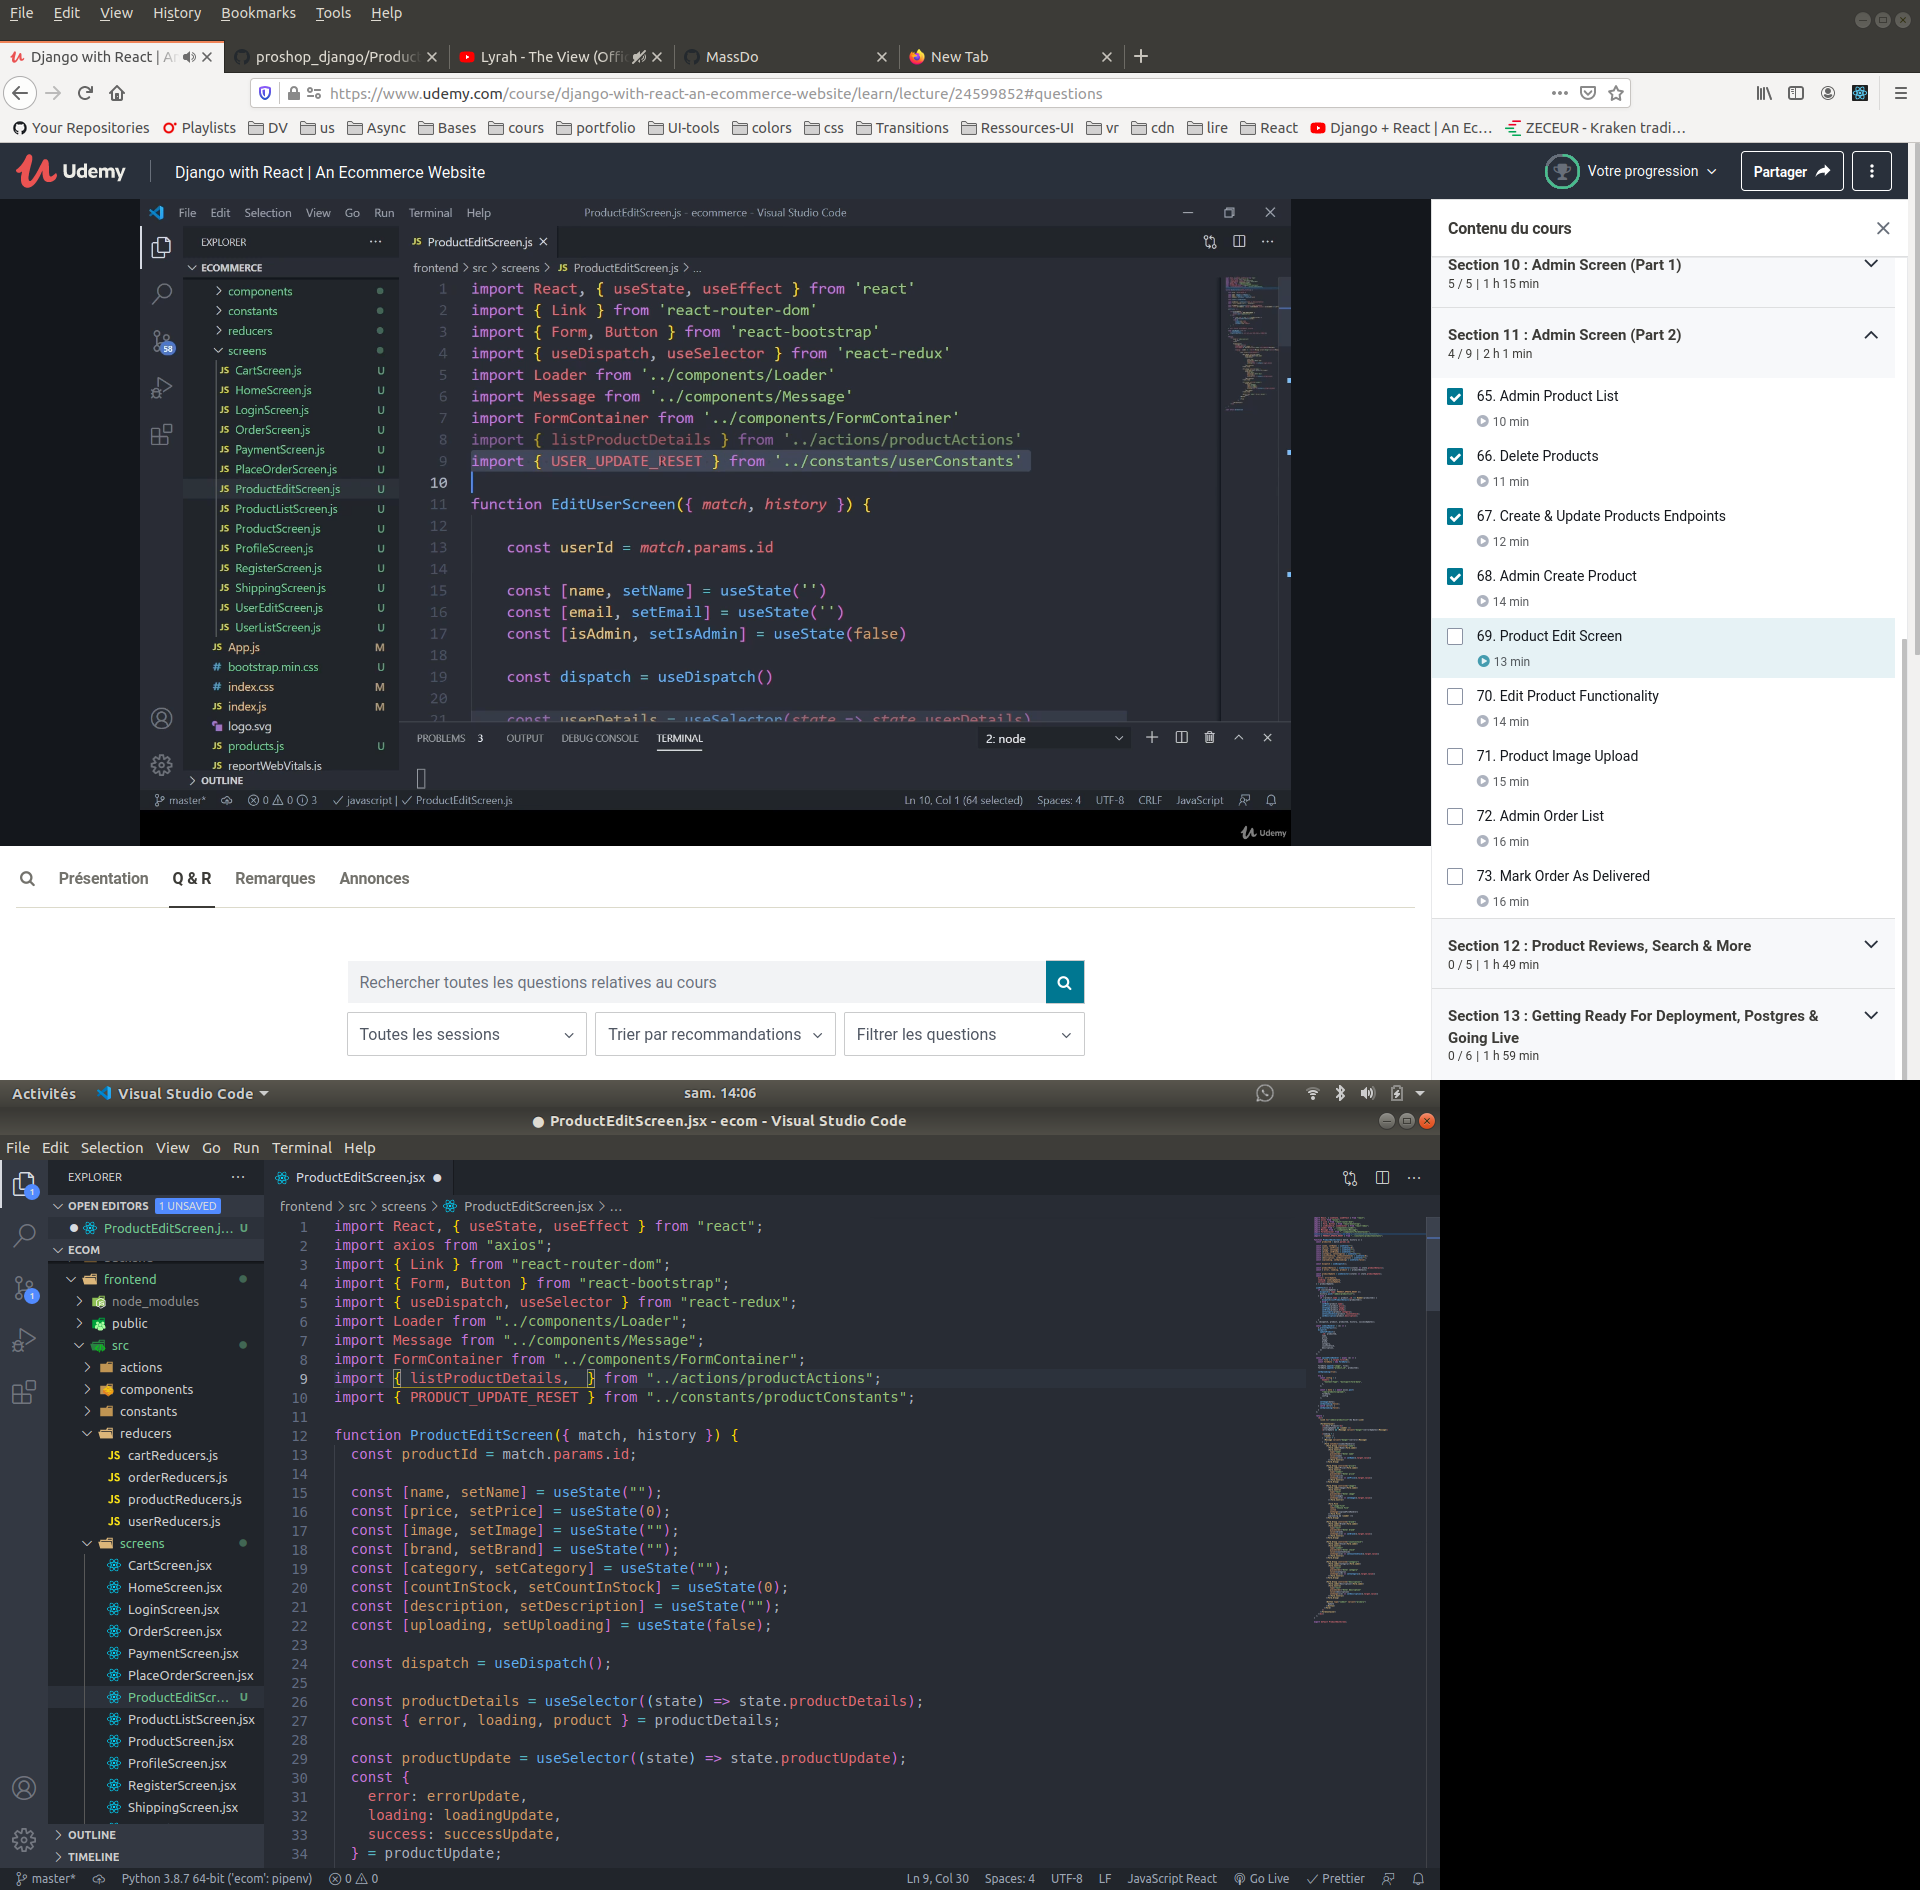 File Edit View History Bookmarks Tools Help
Django with React | An
proshop_django/Produc
Lyrah - The View (Offic
MassDo
New Tab
https://www.udemy.com/course/django-with-react-an-ecommerce-website/learn/lecture/24599852#questions
Your Repositories Playlists DV us Async Bases cours portfolio UI-tools colors css Transitions Ressources-UI vr cdn lire React Django + React | An Ec... ZECEUR - Kraken tradi...
Udemy
Django with React | An Ecommerce Website
Votre progression
Partager
File Edit Selection View Go Run Terminal Help
ProductEditScreen.js - ecommerce - Visual Studio Code
EXPLORER
ECOMMERCE
components
constants
reducers
screens
JS CartScreen.js U
JS HomeScreen.js U
JS LoginScreen.js U
JS OrderScreen.js U
JS PaymentScreen.js U
JS PlaceOrderScreen.js U
JS ProductEditScreen.js U
JS ProductListScreen.js U
JS ProductScreen.js U
JS ProfileScreen.js U
JS RegisterScreen.js U
JS ShippingScreen.js U
JS UserEditScreen.js U
JS UserListScreen.js U
JS App.js M
# bootstrap.min.css U
# index.css M
JS index.js M
logo.svg
JS products.js U
reportWebVitals.js
OUTLINE
58
JS ProductEditScreen.js
frontend > src > screens > JS ProductEditScreen.js > ...
1 import React, { useState, useEffect } from 'react'
2 import { Link } from 'react-router-dom'
3 import { Form, Button } from 'react-bootstrap'
4 import { useDispatch, useSelector } from 'react-redux'
5 import Loader from '../components/Loader'
6 import Message from '../components/Message'
7 import FormContainer from '../components/FormContainer'
8 import { listProductDetails } from '../actions/productActions'
9 import { USER_UPDATE_RESET } from '../constants/userConstants'
10
11 function EditUserScreen({ match, history }) {
12
13 const userId = match.params.id
14
15 const [name, setName] = useState('')
16 const [email, setEmail] = useState('')
17 const [isAdmin, setIsAdmin] = useState(false)
18
19 const dispatch = useDispatch()
20
21 const userDetails = useSelector(state => state.userDetails)
PROBLEMS 3 OUTPUT DEBUG CONSOLE TERMINAL
2: node
master* 0 0 3 javascript | ProductEditScreen.js
Ln 10, Col 1 (64 selected) Spaces: 4 UTF-8 CRLF JavaScript
Udemy
Contenu du cours
Section 10 : Admin Screen (Part 1)
5 / 5 | 1 h 15 min
Section 11 : Admin Screen (Part 2)
4 / 9 | 2 h 1 min
65. Admin Product List
10 min
66. Delete Products
11 min
67. Create & Update Products Endpoints
12 min
68. Admin Create Product
14 min
69. Product Edit Screen
13 min
70. Edit Product Functionality
14 min
71. Product Image Upload
15 min
72. Admin Order List
16 min
73. Mark Order As Delivered
16 min
Section 12 : Product Reviews, Search & More
0 / 5 | 1 h 49 min
Section 13 : Getting Ready For Deployment, Postgres &
Going Live
0 / 6 | 1 h 59 min
Présentation Q & R Remarques Annonces
Rechercher toutes les questions relatives au cours
Toutes les sessions
Trier par recommandations
Filtrer les questions
Activités Visual Studio Code
sam. 14:06
● ProductEditScreen.jsx - ecom - Visual Studio Code
File Edit Selection View Go Run Terminal Help
EXPLORER
OPEN EDITORS 1 UNSAVED
ProductEditScreen.j... U
ECOM
frontend
node_modules
public
src
actions
components
constants
reducers
JS cartReducers.js
JS orderReducers.js
JS productReducers.js
JS userReducers.js
screens
CartScreen.jsx
HomeScreen.jsx
LoginScreen.jsx
OrderScreen.jsx
PaymentScreen.jsx
PlaceOrderScreen.jsx
ProductEditScr... U
ProductListScreen.jsx
ProductScreen.jsx
ProfileScreen.jsx
RegisterScreen.jsx
ShippingScreen.jsx
OUTLINE
TIMELINE
1
1
ProductEditScreen.jsx ●
frontend > src > screens > ProductEditScreen.jsx > ...
1 import React, { useState, useEffect } from "react";
2 import axios from "axios";
3 import { Link } from "react-router-dom";
4 import { Form, Button } from "react-bootstrap";
5 import { useDispatch, useSelector } from "react-redux";
6 import Loader from "../components/Loader";
7 import Message from "../components/Message";
8 import FormContainer from "../components/FormContainer";
9 import { listProductDetails,  } from "../actions/productActions";
10 import { PRODUCT_UPDATE_RESET } from "../constants/productConstants";
11
12 function ProductEditScreen({ match, history }) {
13 const productId = match.params.id;
14
15 const [name, setName] = useState("");
16 const [price, setPrice] = useState(0);
17 const [image, setImage] = useState("");
18 const [brand, setBrand] = useState("");
19 const [category, setCategory] = useState("");
20 const [countInStock, setCountInStock] = useState(0);
21 const [description, setDescription] = useState("");
22 const [uploading, setUploading] = useState(false);
23
24 const dispatch = useDispatch();
25
26 const productDetails = useSelector((state) => state.productDetails);
27 const { error, loading, product } = productDetails;
28
29 const productUpdate = useSelector((state) => state.productUpdate);
30 const {
31 error: errorUpdate,
32 loading: loadingUpdate,
33 success: successUpdate,
34 } = productUpdate;
master* Python 3.8.7 64-bit ('ecom': pipenv) 0 0
Ln 9, Col 30 Spaces: 4 UTF-8 LF JavaScript React Go Live Prettier